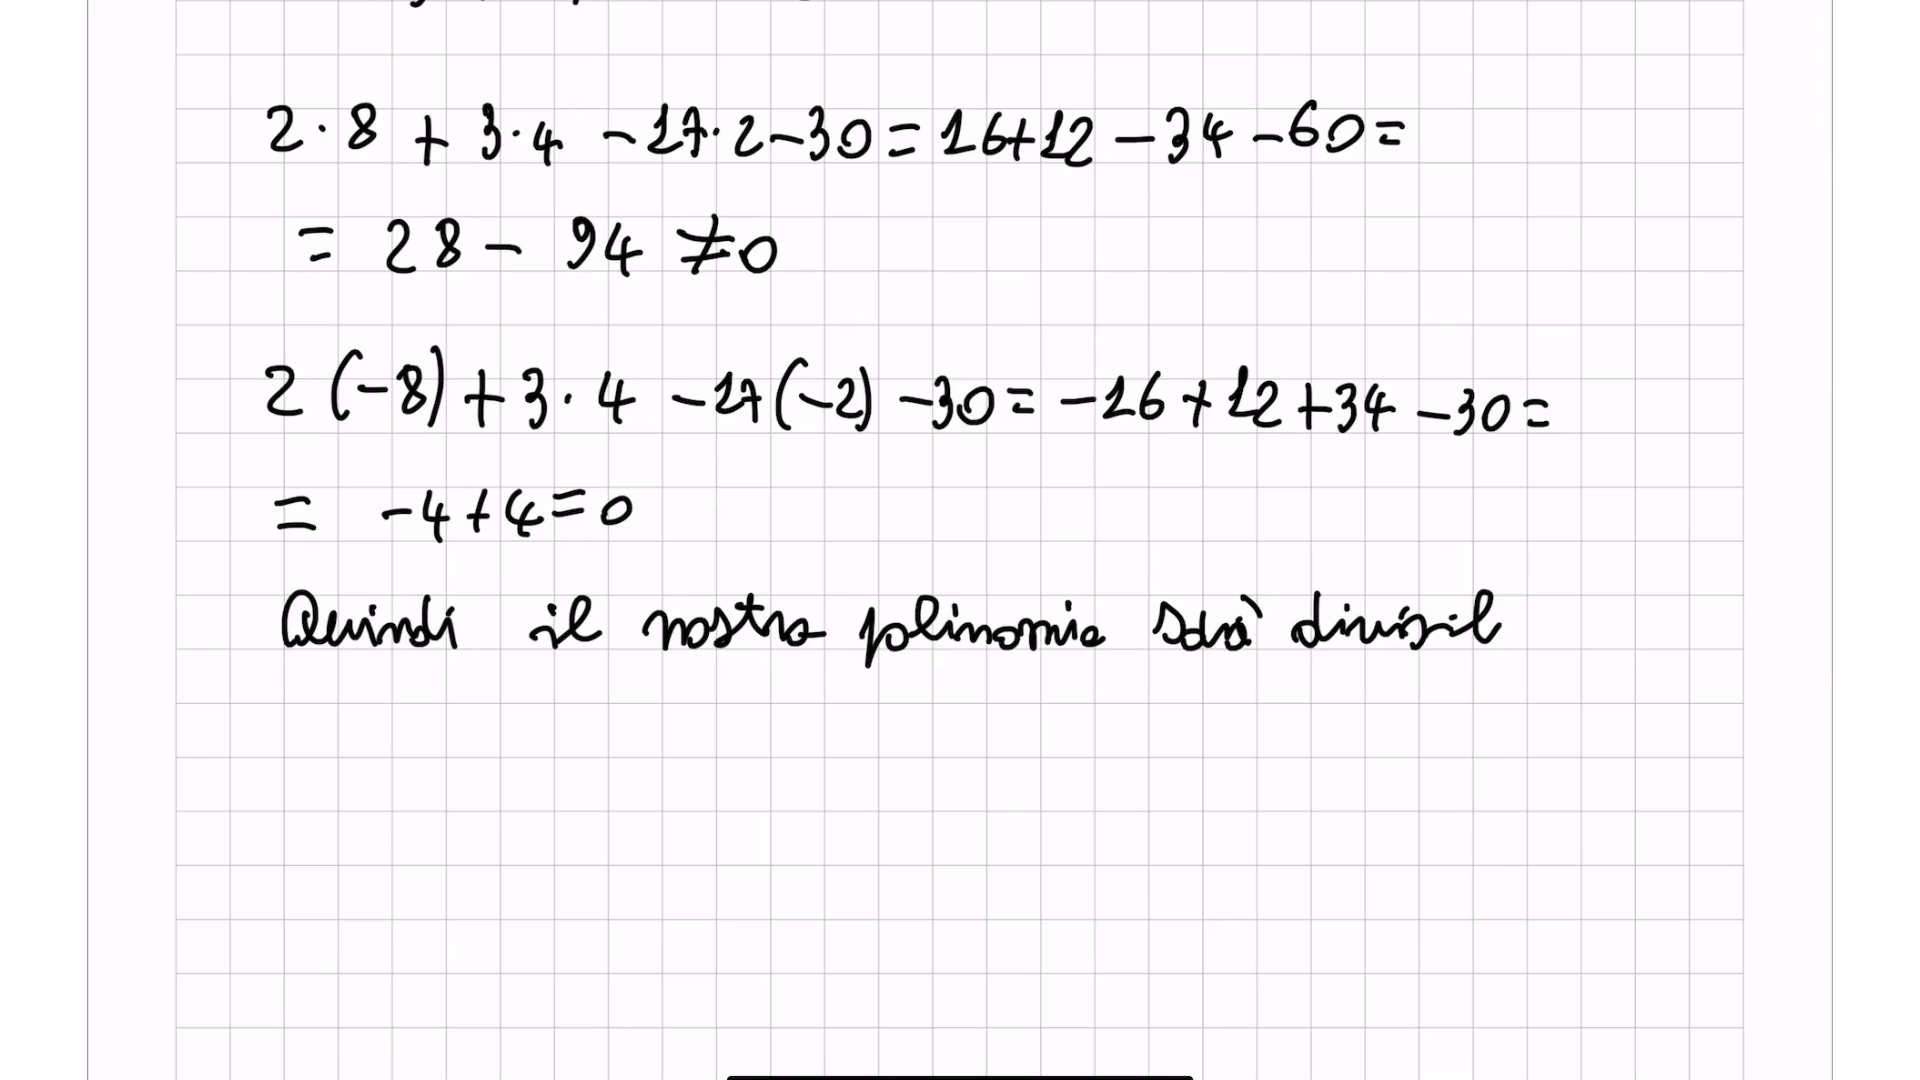 2·8 + 3·4 -17·2-30 = 16+12 -34 -60=
= 28 - 94 ≠0
2 (-8) + 3·4 -17(-2) -30= -16 +12 +34 -30=
= -4+4=0
Quindi il nostro polinomio sarà divisibil